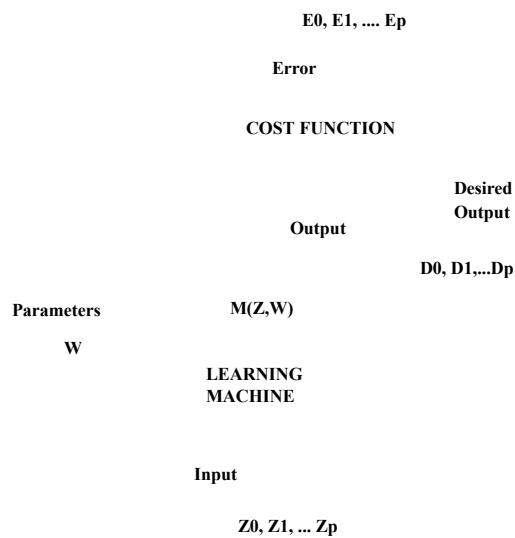 E0, E1, .... Ep
Error
COST FUNCTION
Desired
Output
Output
D0, D1,...Dp
Parameters
M(Z,W)
W
LEARNING
MACHINE
Input
Z0, Z1, ... Zp